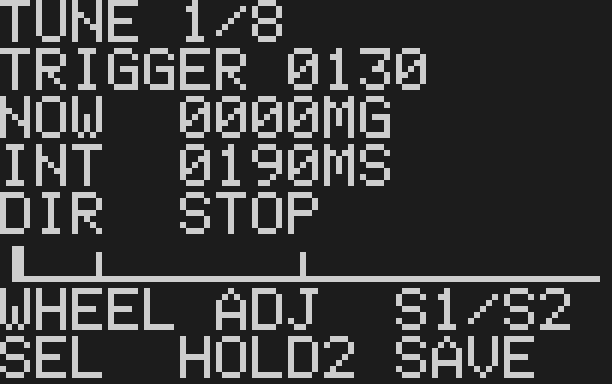 TUNE 1/8
TRIGGER 0130
NOW 0000MG
INT 0190MS
DIR STOP
WHEEL ADJ S1/S2
SEL HOLD2 SAVE